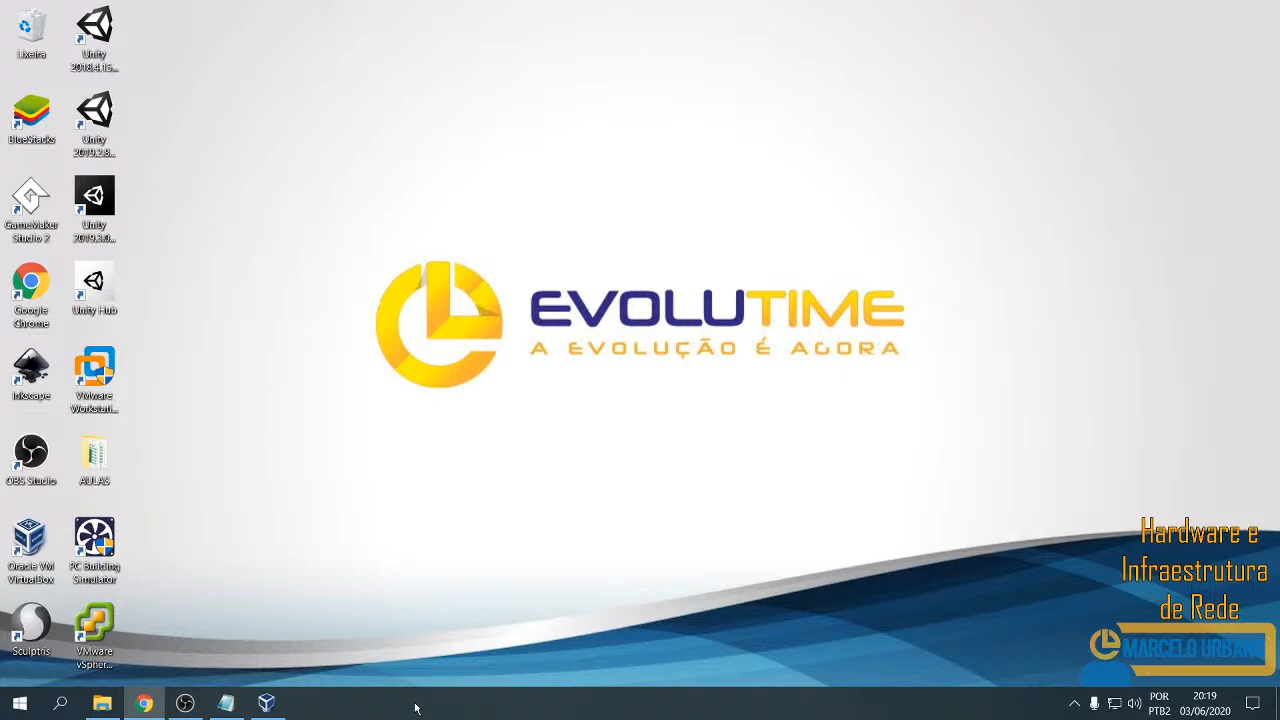 Lixeira
Unity
2018.4.13...
BlueStacks
Unity
2019.2.8...
GameMaker
Studio 2
Unity
2019.3.0...
Google
Chrome
Unity Hub
Inkscape
VMware
Workstati...
OBS Studio
AULAS
Oracle VM
VirtualBox
PC Building
Simulator
Sculptris
VMware
vSpher...
EVOLUTIME
A EVOLUÇÃO É AGORA
Hardware e
Infraestrutura
de Rede
MARCELO URBANO
POR
PTB2
20:19
03/06/2020